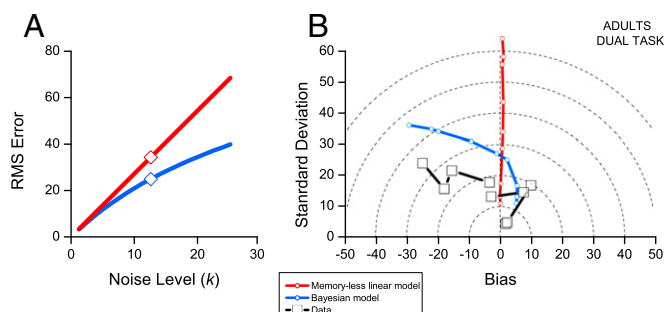 A
B
ADULTS
DUAL TASK
80
60
40
20
0
RMS Error
0
10
20
30
Noise Level (k)
60
50
40
30
20
10
0
Stanrdard Deviation
-50 -40 -30 -20 -10 0 10 20 30 40 50
Bias
Memory-less linear model
Bayesian model
Data